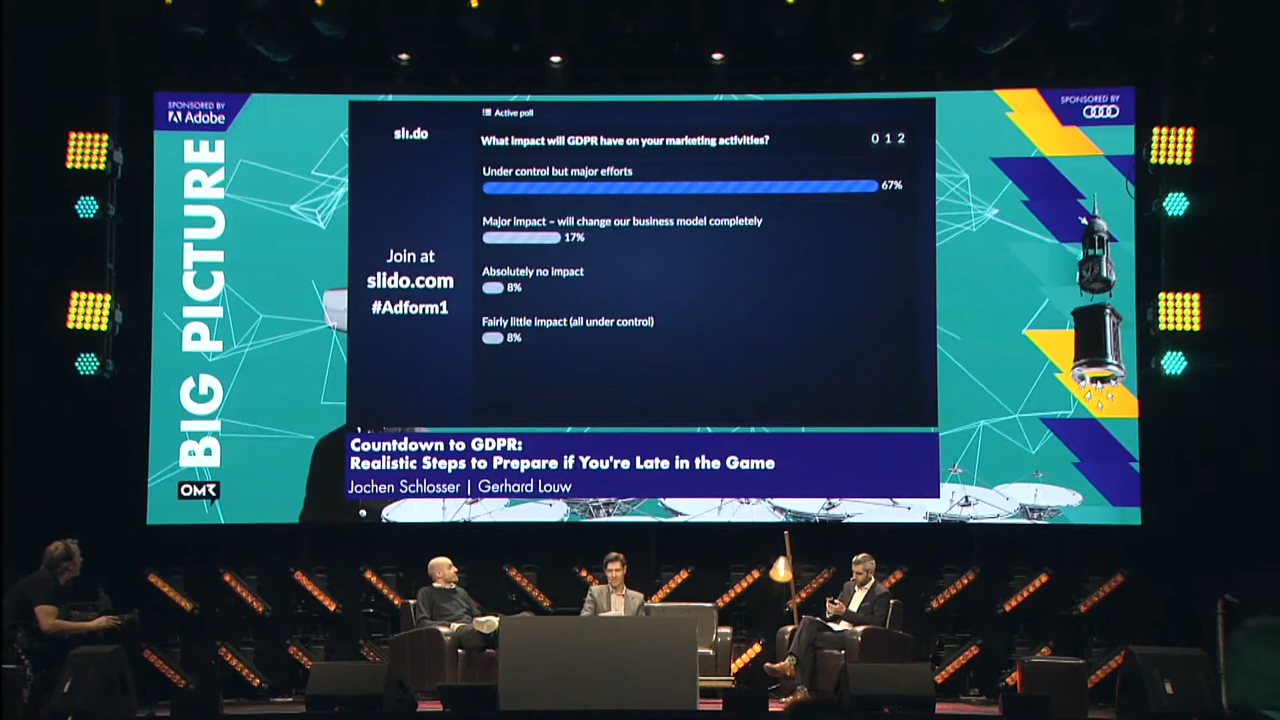 SPONSORED BY
Adobe
BIG PICTURE
OMR
sli.do
Join at
slido.com
#Adform1
Active poll
What impact will GDPR have on your marketing activities?
0 1 2
Under control but major efforts
67%
Major impact – will change our business model completely
17%
Absolutely no impact
8%
Fairly little impact (all under control)
8%
SPONSORED BY
Countdown to GDPR:
Realistic Steps to Prepare if You're Late in the Game
Jochen Schlosser | Gerhard Louw